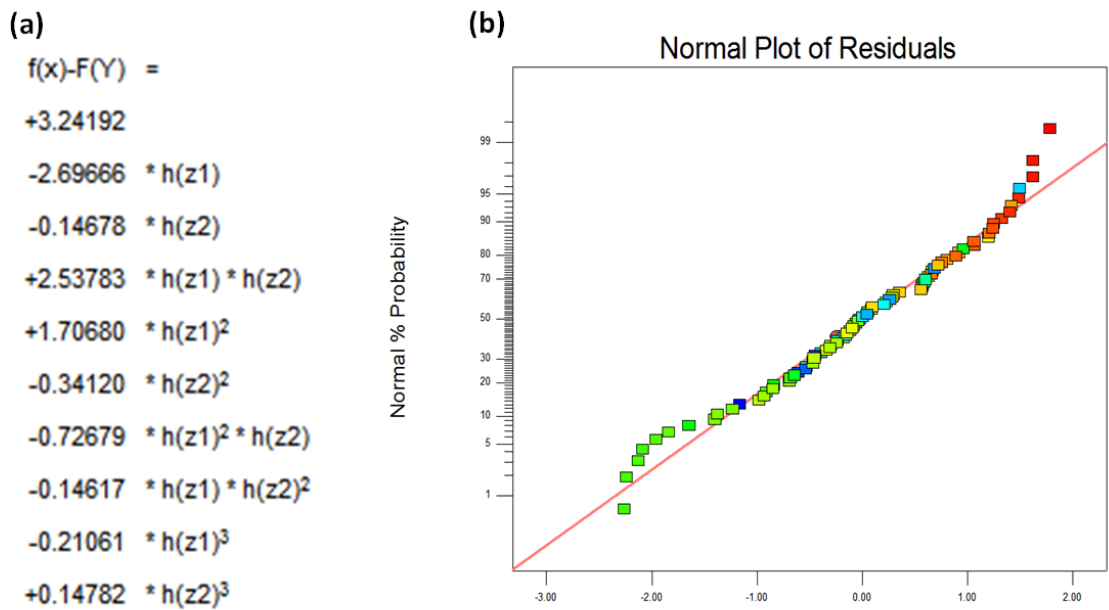 (a)
f(x)-F(Y) =
+3.24192
-2.69666 * h(z1)
-0.14678 * h(z2)
+2.53783 * h(z1) * h(z2)
+1.70680 * h(z1)²
-0.34120 * h(z2)²
-0.72679 * h(z1)² * h(z2)
-0.14617 * h(z1) * h(z2)²
-0.21061 * h(z1)³
+0.14782 * h(z2)³
(b)
Normal Plot of Residuals
Normal % Probability
99
95
90
80
70
50
30
20
10
5
1
-3.00 -2.00 -1.00 0.00 1.00 2.00